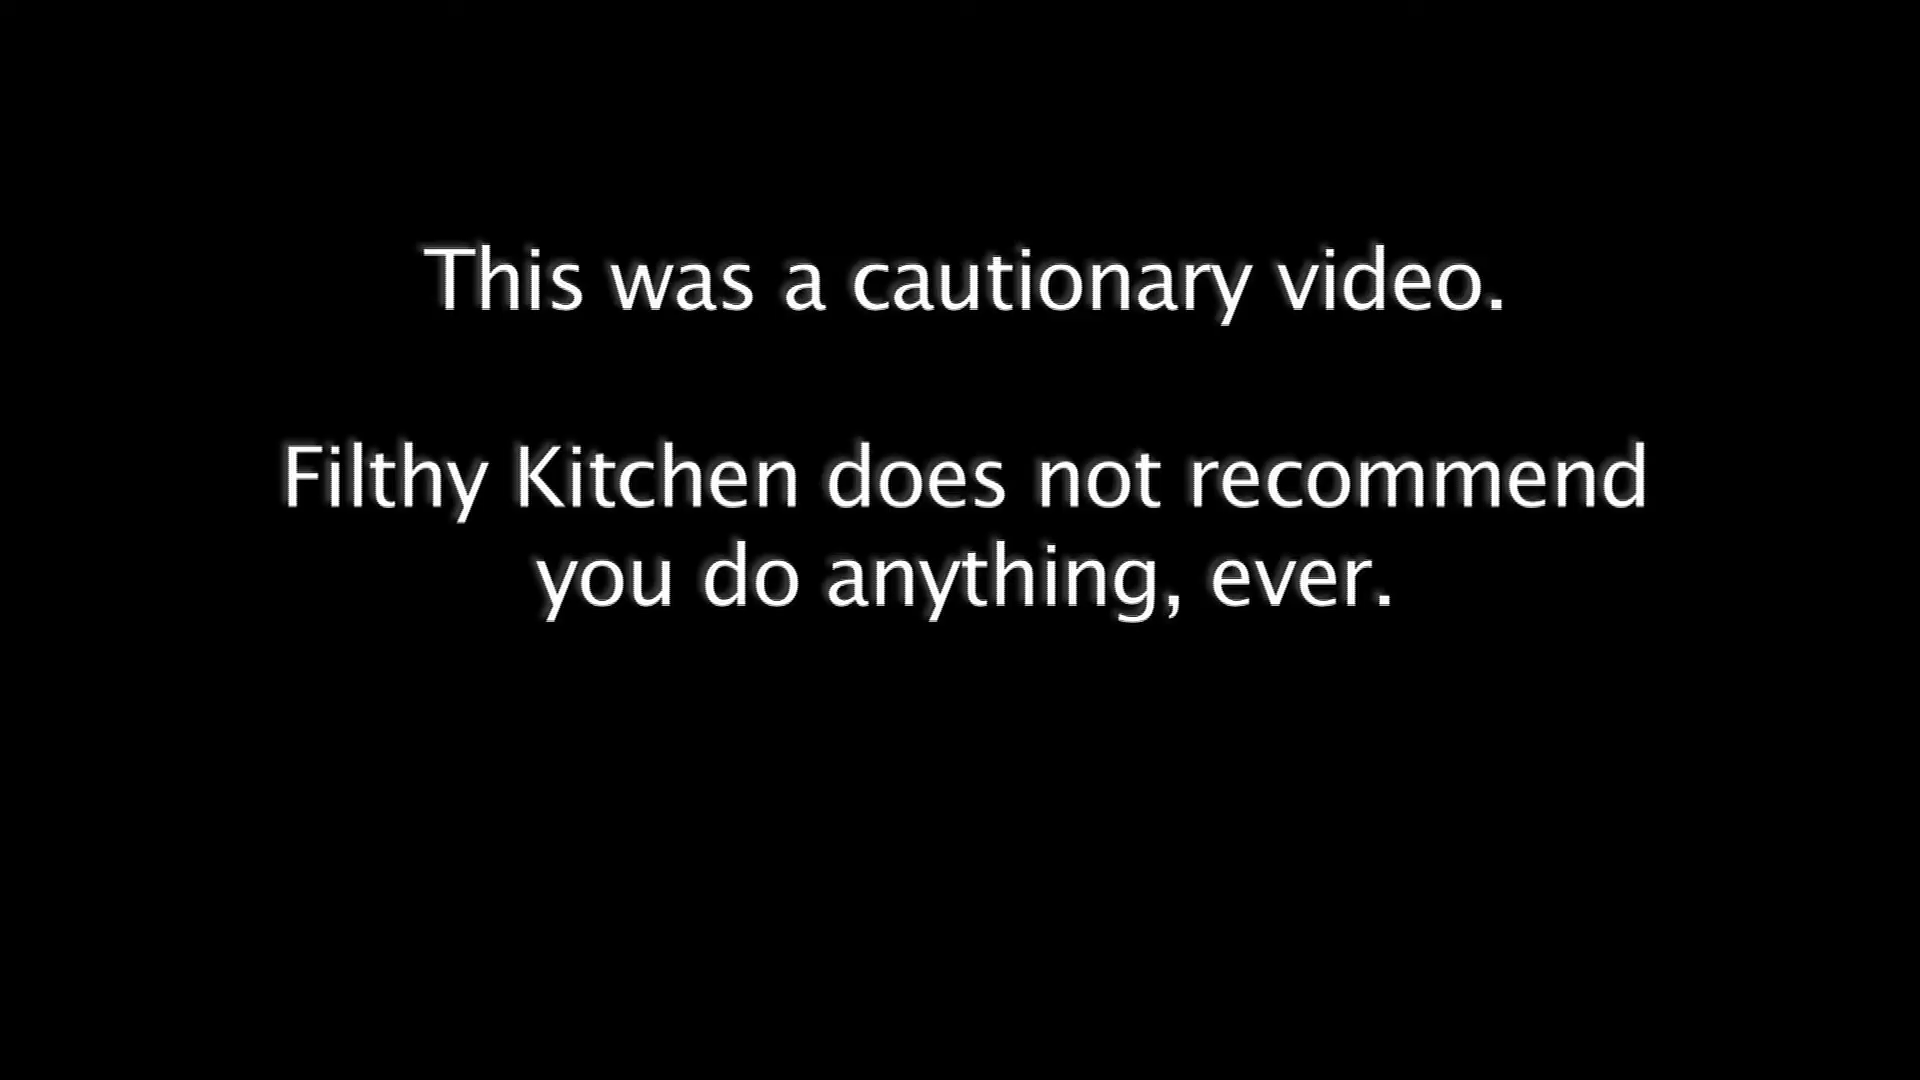 This was a cautionary video.
Filthy Kitchen does not recommend
you do anything, ever.